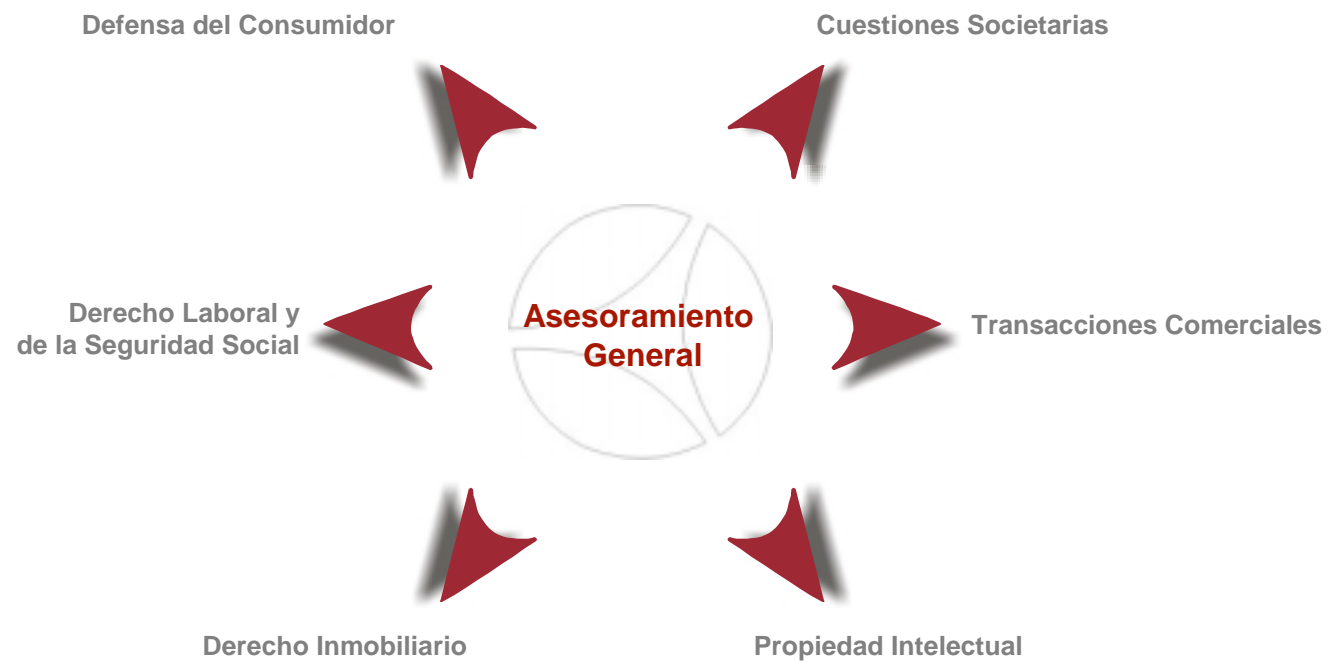 Defensa del Consumidor
Cuestiones Societarias
Asesoramiento
General
Derecho Laboral y
de la Seguridad Social
Transacciones Comerciales
Derecho Inmobiliario
Propiedad Intelectual